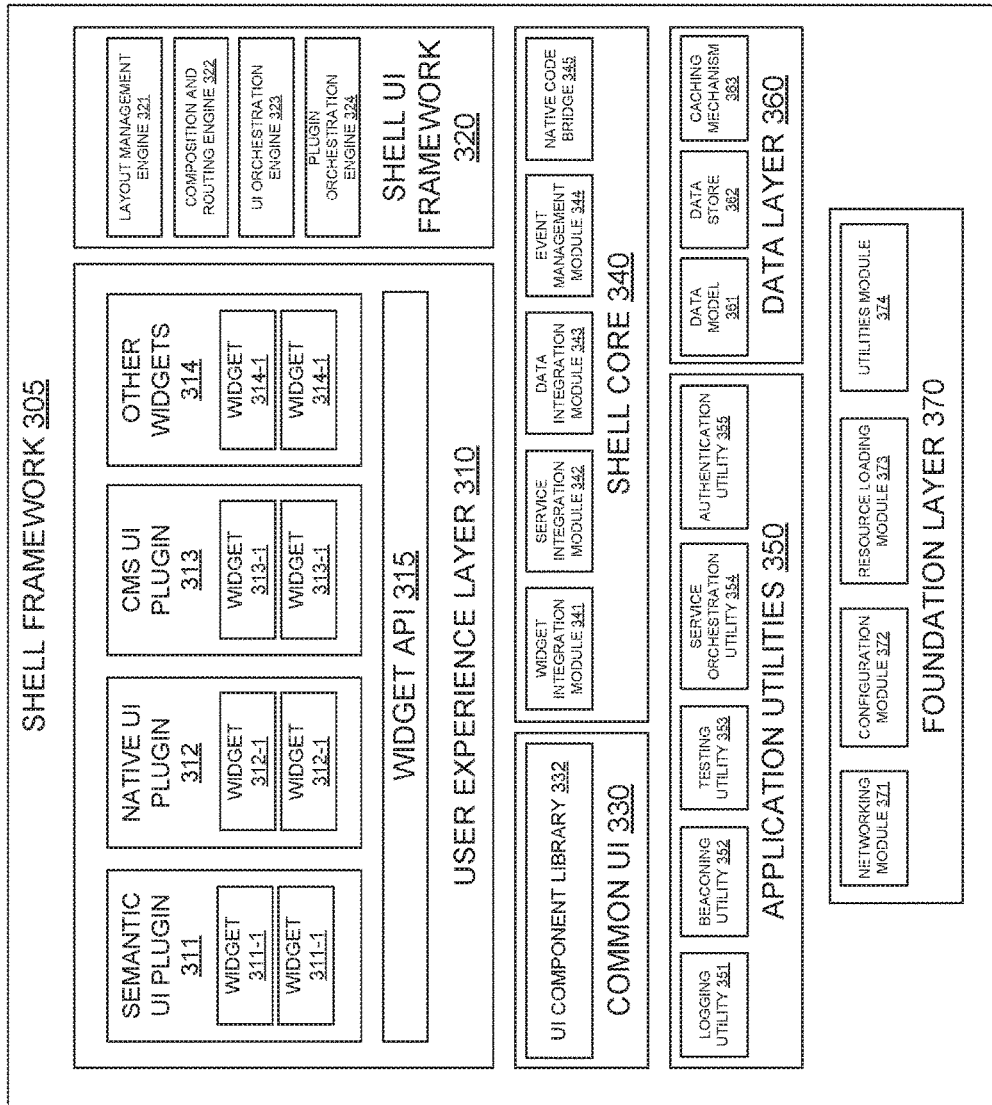 SHELL FRAMEWORK 305
SEMANTIC
UI PLUGIN
311
WIDGET
311-1
WIDGET
311-1
NATIVE UI
PLUGIN
312
WIDGET
312-1
WIDGET
312-1
CMS UI
PLUGIN
313
WIDGET
313-1
WIDGET
313-1
OTHER
WIDGETS
314
WIDGET
314-1
WIDGET
314-1
WIDGET API 315
USER EXPERIENCE LAYER 310
LAYOUT MANAGEMENT
ENGINE 321
COMPOSITION AND
ROUTING ENGINE 322
UI ORCHESTRATION
ENGINE 323
PLUGIN
ORCHESTRATION
ENGINE 324
SHELL UI
FRAMEWORK
320
UI COMPONENT LIBRARY 332
COMMON UI 330
WIDGET
INTEGRATION
MODULE 341
SERVICE
INTEGRATION
MODULE 342
DATA
INTEGRATION
MODULE 343
EVENT
MANAGEMENT
MODULE 344
NATIVE CODE
BRIDGE 345
SHELL CORE 340
LOGGING
UTILITY 351
BEACONING
UTILITY 352
TESTING
UTILITY 353
SERVICE
ORCHESTRATION
UTILITY 354
AUTHENTICATION
UTILITY 355
APPLICATION UTILITIES 350
DATA
MODEL
361
DATA
STORE
362
CACHING
MECHANISM
363
DATA LAYER 360
NETWORKING
MODULE 371
CONFIGURATION
MODULE 372
RESOURCE LOADING
MODULE 373
UTILITIES MODULE
374
FOUNDATION LAYER 370